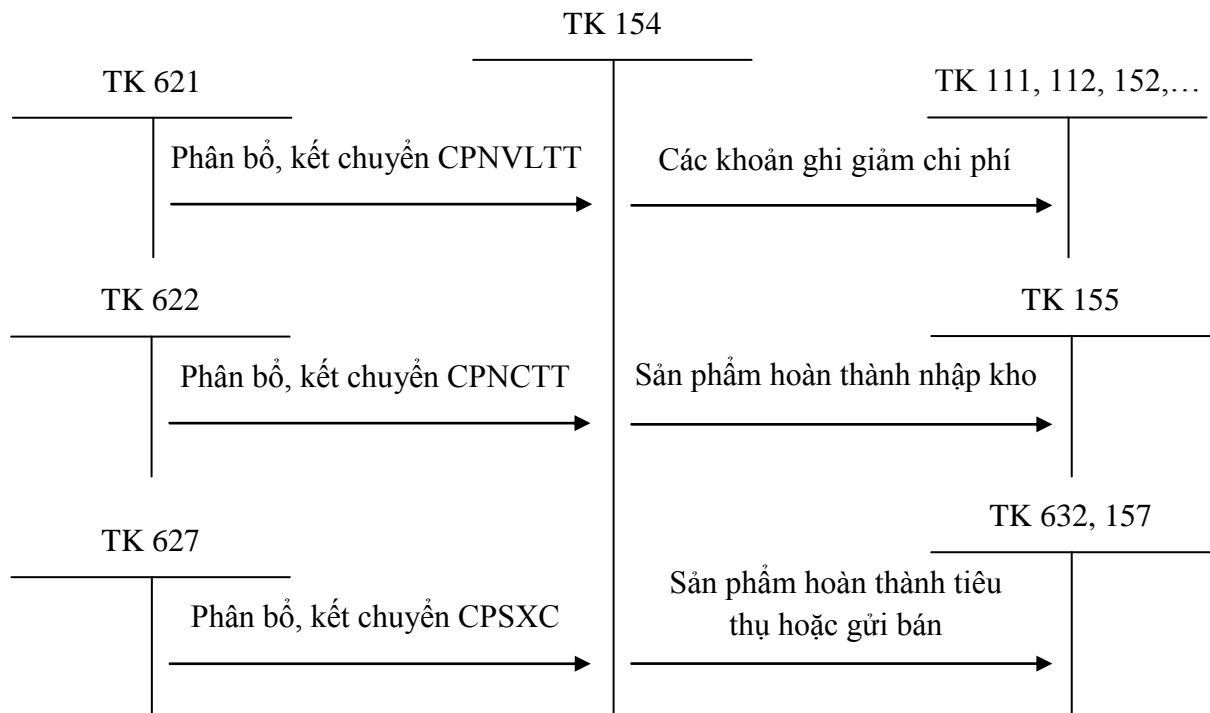 TK 154
TK 621
TK 111, 112, 152,…
Phân bổ, kết chuyển CPNVLTT
Các khoản ghi giảm chi phí
TK 622
TK 155
Phân bổ, kết chuyển CPNCTT
Sản phẩm hoàn thành nhập kho
TK 627
TK 632, 157
Phân bổ, kết chuyển CPSXC
Sản phẩm hoàn thành tiêu
thụ hoặc gửi bán